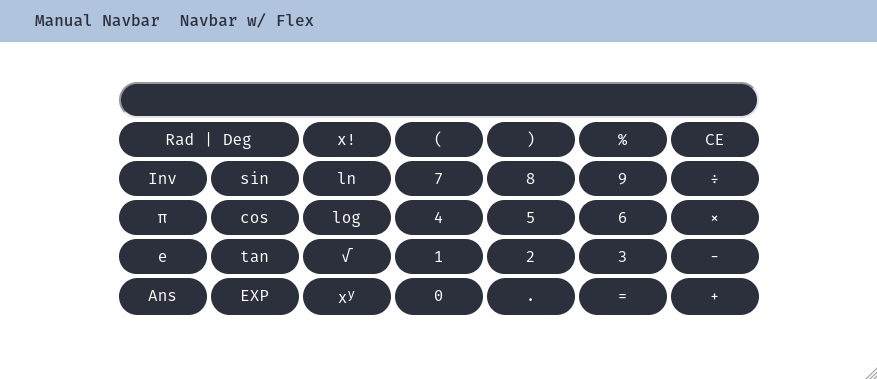 Manual Navbar Navbar w/ Flex
Rad | Deg x! ( ) % CE
Inv sin ln 7 8 9 ÷
π cos log 4 5 6 ×
e tan √ 1 2 3 −
Ans EXP xʸ 0 . = +